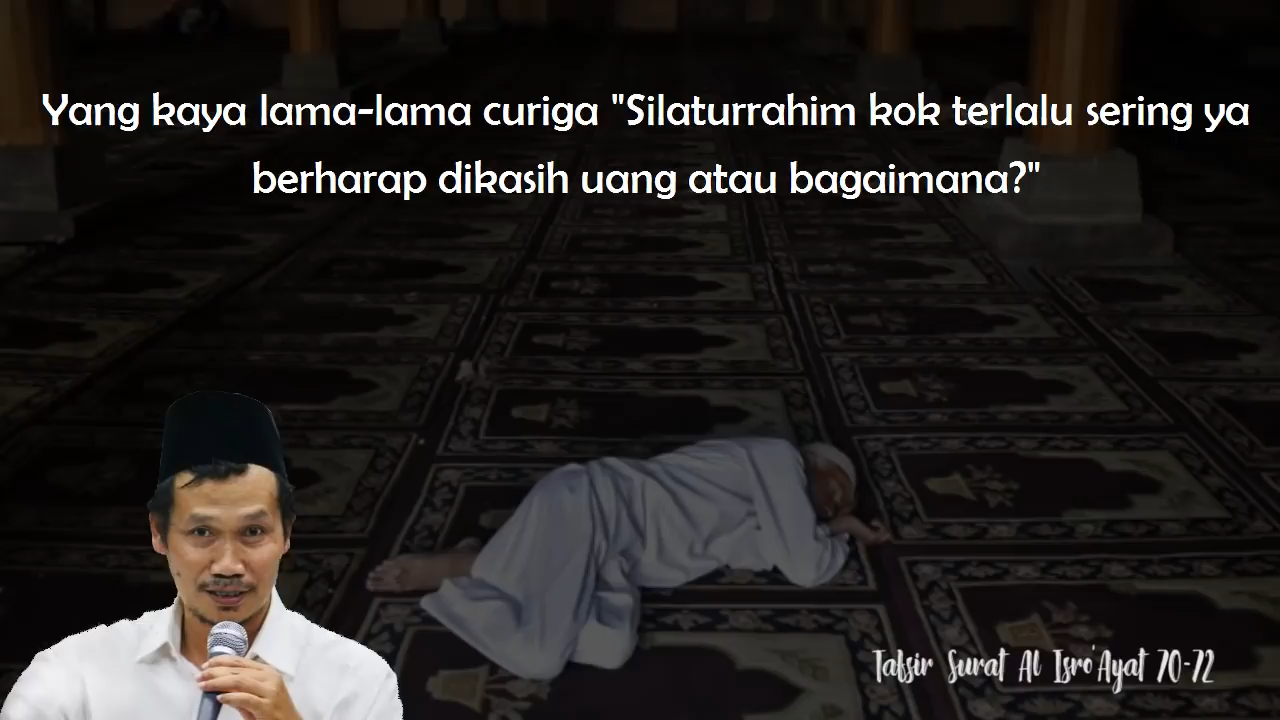 Yang kaya lama-lama curiga "Silaturrahim kok terlalu sering ya
berharap dikasih uang atau bagaimana?"
Tafsir Surat Al Isro'Ayat 70-72